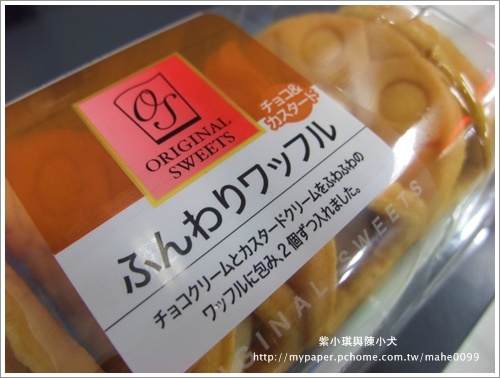 OS
ORIGINAL
SWEETS
チョコ&
カスタード
ふんわりワッフル
チョコクリームとカスタードクリームをふわふわの
ワッフルに包み、2個ずつ入れました。
ORIGINAL SWEETS
紫小琪與陳小犬
http://mypaper.pchome.com.tw/mahe0099